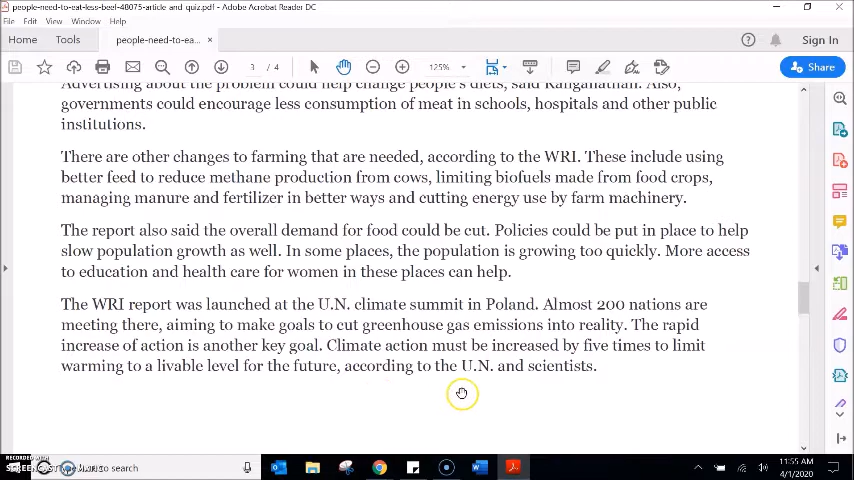 people-need-to-eat-less-beef-48075-article and quiz.pdf - Adobe Acrobat Reader DC
File Edit View Window Help
Home Tools people-need-to-ea... × Sign In
3 / 4 125% Share
Advertising about the problem could help change people's diets, said Ranganathan. Also,
governments could encourage less consumption of meat in schools, hospitals and other public
institutions.
There are other changes to farming that are needed, according to the WRI. These include using
better feed to reduce methane production from cows, limiting biofuels made from food crops,
managing manure and fertilizer in better ways and cutting energy use by farm machinery.
The report also said the overall demand for food could be cut. Policies could be put in place to help
slow population growth as well. In some places, the population is growing too quickly. More access
to education and health care for women in these places can help.
The WRI report was launched at the U.N. climate summit in Poland. Almost 200 nations are
meeting there, aiming to make goals to cut greenhouse gas emissions into reality. The rapid
increase of action is another key goal. Climate action must be increased by five times to limit
warming to a livable level for the future, according to the U.N. and scientists.
RECORDED WITH
to search
11:55 AM
4/1/2020